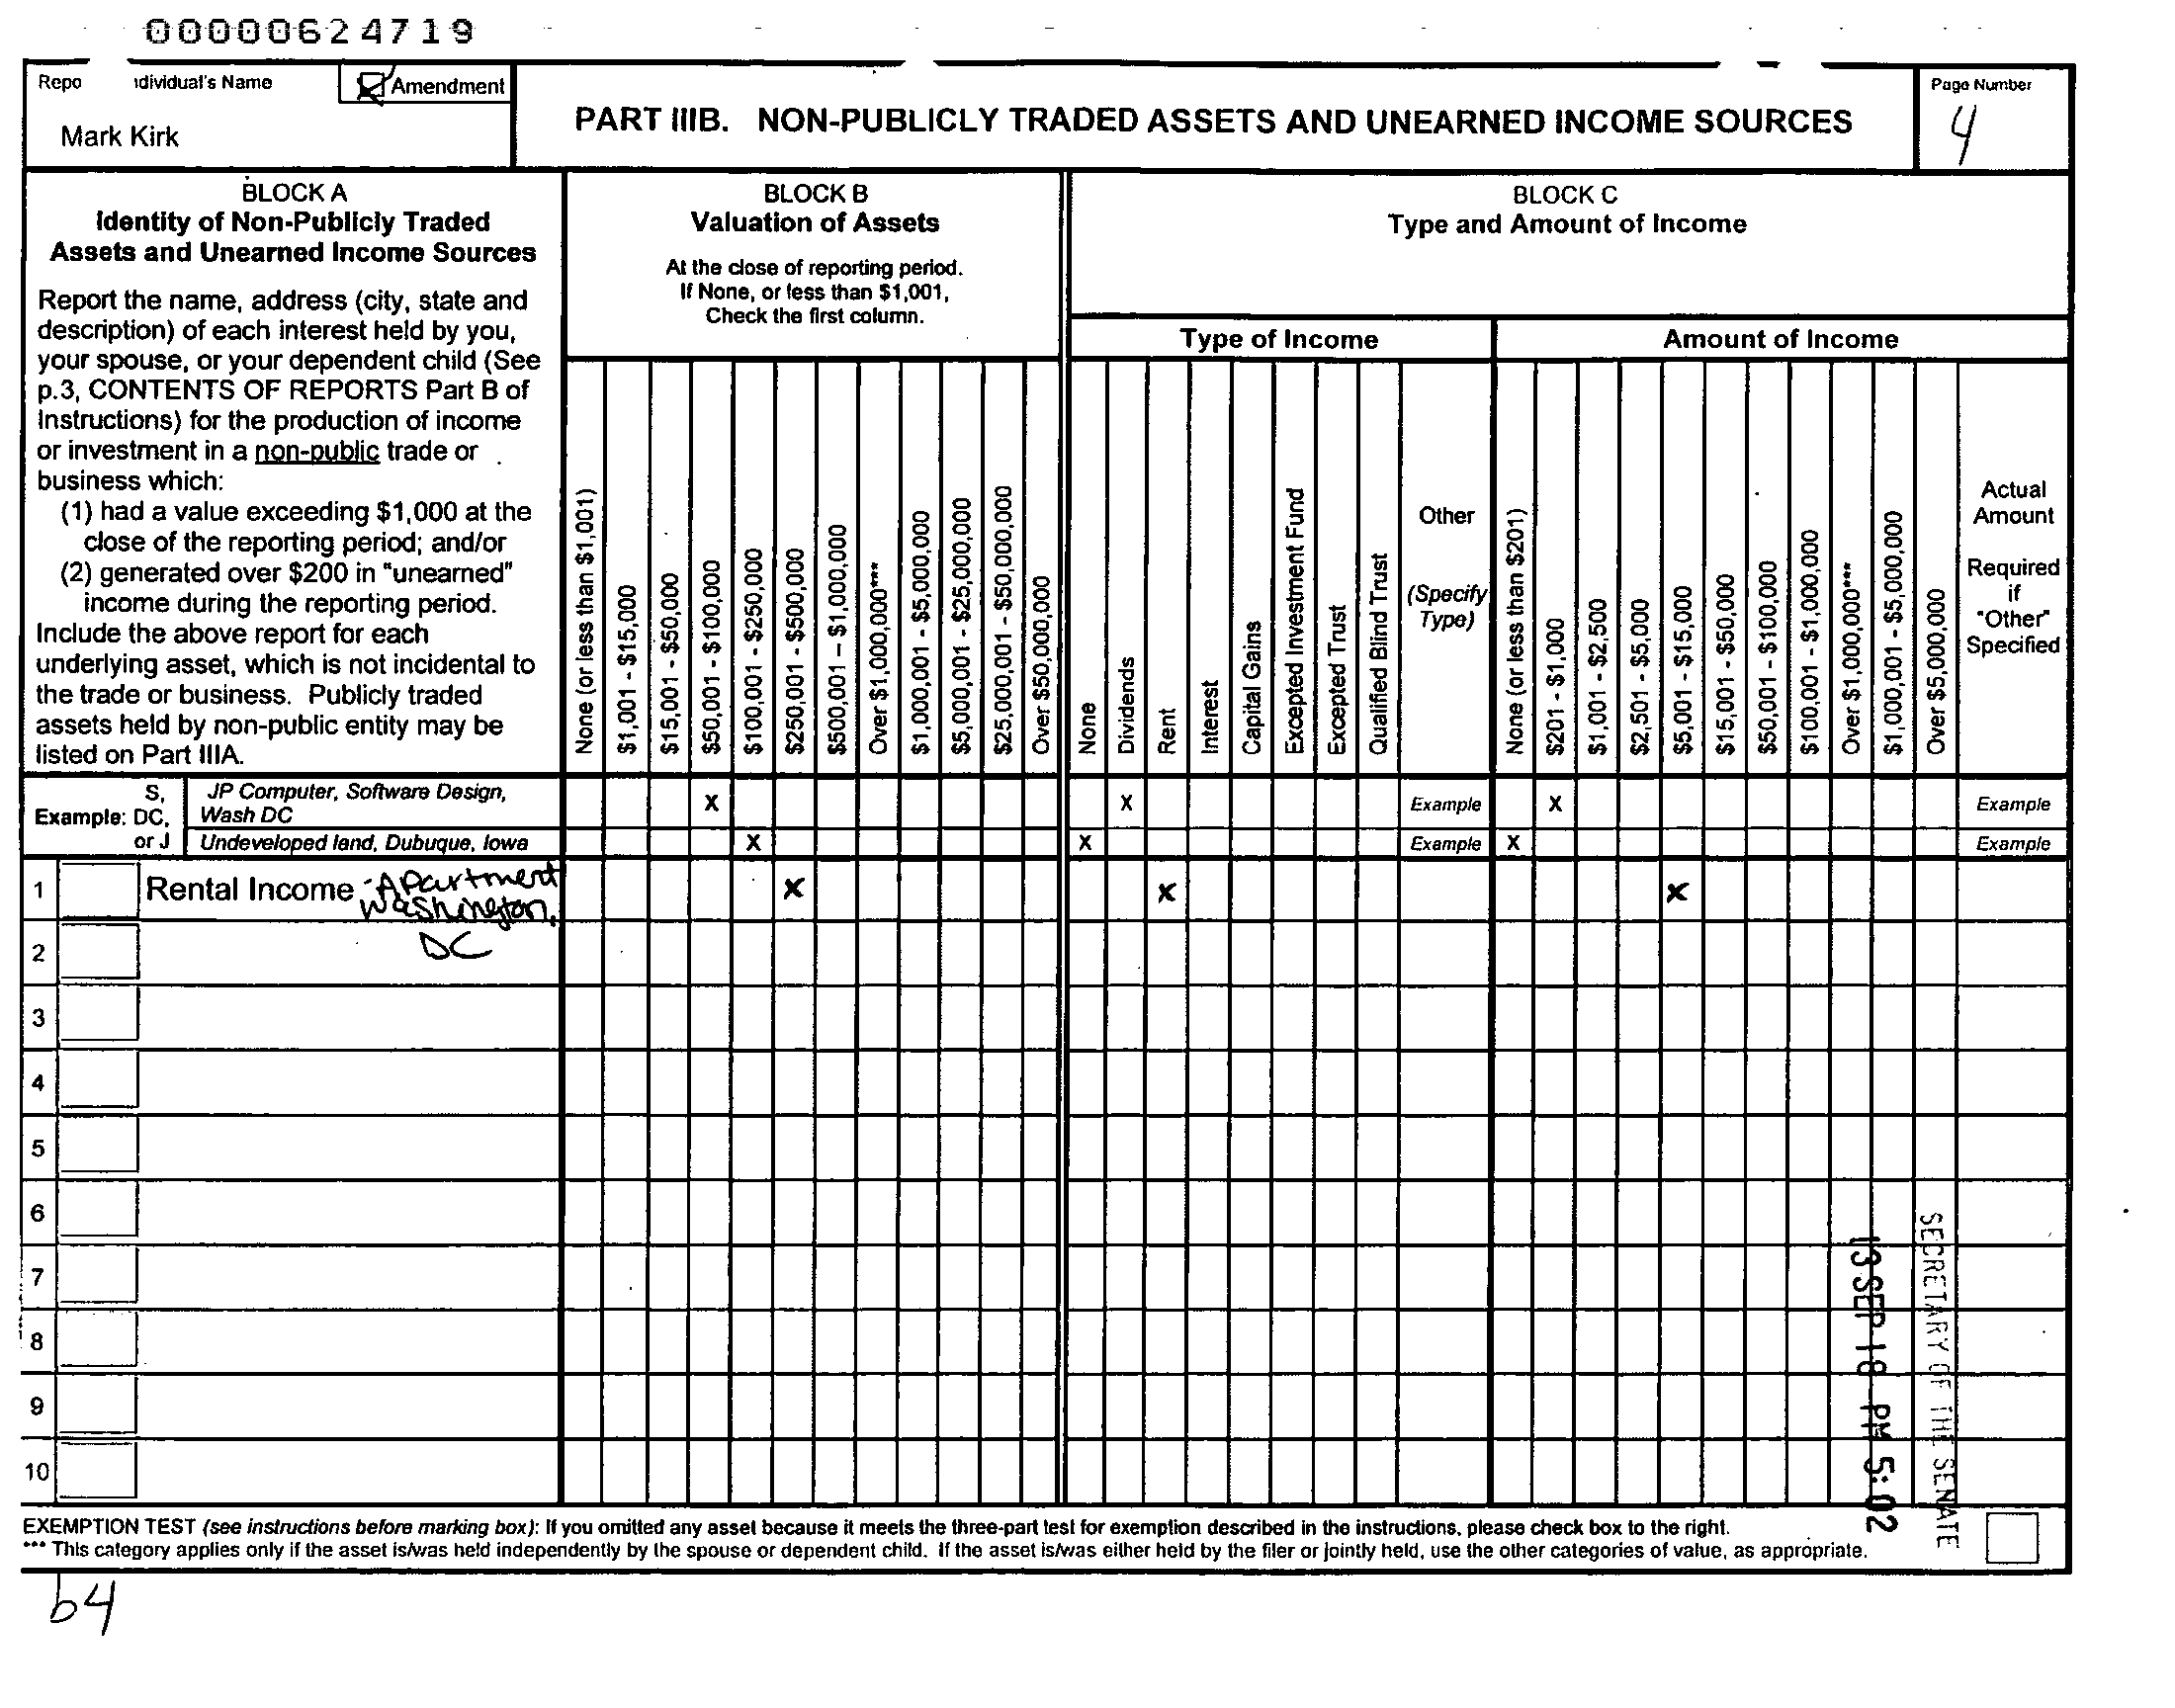 00000624719
Repo    ndividual's Name
Amendment
Mark Kirk
PART IIIB.   NON-PUBLICLY TRADED ASSETS AND UNEARNED INCOME SOURCES
Page Number
4
BLOCK A
Identity of Non-Publicly Traded
Assets and Unearned Income Sources
Report the name, address (city, state and
description) of each interest held by you,
your spouse, or your dependent child (See
p.3, CONTENTS OF REPORTS Part B of
Instructions) for the production of income
or investment in a non-public trade or
business which:
(1) had a value exceeding $1,000 at the
close of the reporting period; and/or
(2) generated over $200 in "unearned"
income during the reporting period.
Include the above report for each
underlying asset, which is not incidental to
the trade or business.  Publicly traded
assets held by non-public entity may be
listed on Part IIIA.
BLOCK B
Valuation of Assets
At the close of reporting period.
If None, or less than $1,001,
Check the first column.
None (or less than $1,001)
$1,001 - $15,000
$15,001 - $50,000
$50,001 - $100,000
$100,001 - $250,000
$250,001 - $500,000
$500,001 – $1,000,000
Over $1,000,000***
$1,000,001 - $5,000,000
$5,000,001 - $25,000,000
$25,000,001 - $50,000,000
Over $50,000,000
BLOCK C
Type and Amount of Income
Type of Income
None
Dividends
Rent
Interest
Capital Gains
Excepted Investment Fund
Excepted Trust
Qualified Blind Trust
Other
(Specify
Type)
Amount of Income
None (or less than $201)
$201 - $1,000
$1,001 - $2,500
$2,501 - $5,000
$5,001 - $15,000
$15,001 - $50,000
$50,001 - $100,000
$100,001 - $1,000,000
Over $1,000,000***
$1,000,001 - $5,000,000
Over $5,000,000
Actual
Amount
Required
if
"Other"
Specified
Example:
S,
DC,
or J
JP Computer, Software Design,
Wash DC
X X Example X Example
Undeveloped land, Dubuque, Iowa X X Example X Example
1 Rental Income - Apartment
Washington,
DC
X X X
2
3
4
5
6
7
8
9
10
SECRETARY OF THE SENATE
13 SEP 18 PM 5:02
EXEMPTION TEST (see instructions before marking box): If you omitted any asset because it meets the three-part test for exemption described in the instructions, please check box to the right.
*** This category applies only if the asset is/was held independently by the spouse or dependent child.  If the asset is/was either held by the filer or jointly held, use the other categories of value, as appropriate.
b4